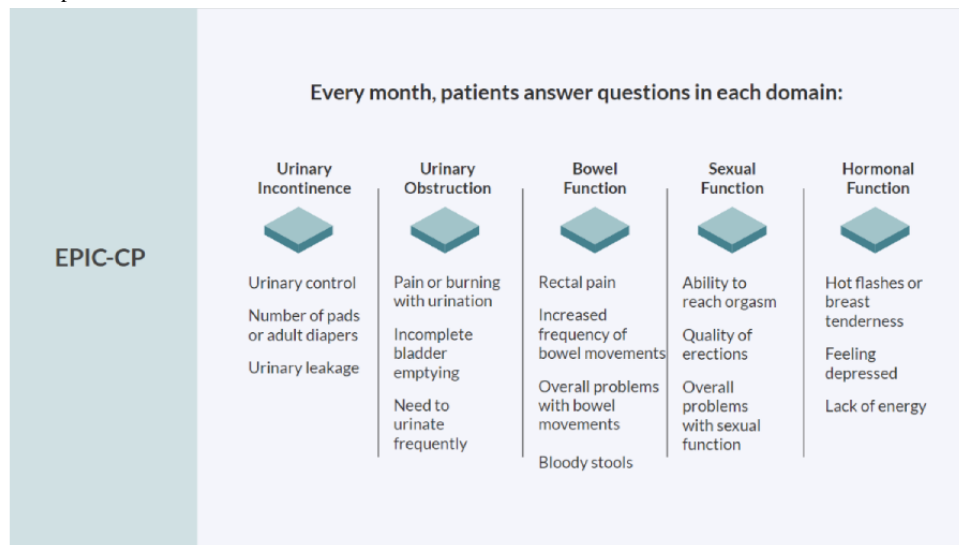 Every month, patients answer questions in each domain:
EPIC-CP
Urinary
Incontinence
Urinary control
Number of pads
or adult diapers
Urinary leakage
Urinary
Obstruction
Pain or burning
with urination
Incomplete
bladder
emptying
Need to
urinate
frequently
Bowel
Function
Rectal pain
Increased
frequency of
bowel movements
Overall problems
with bowel
movements
Bloody stools
Sexual
Function
Ability to
reach orgasm
Quality of
erections
Overall
problems
with sexual
function
Hormonal
Function
Hot flashes or
breast
tenderness
Feeling
depressed
Lack of energy